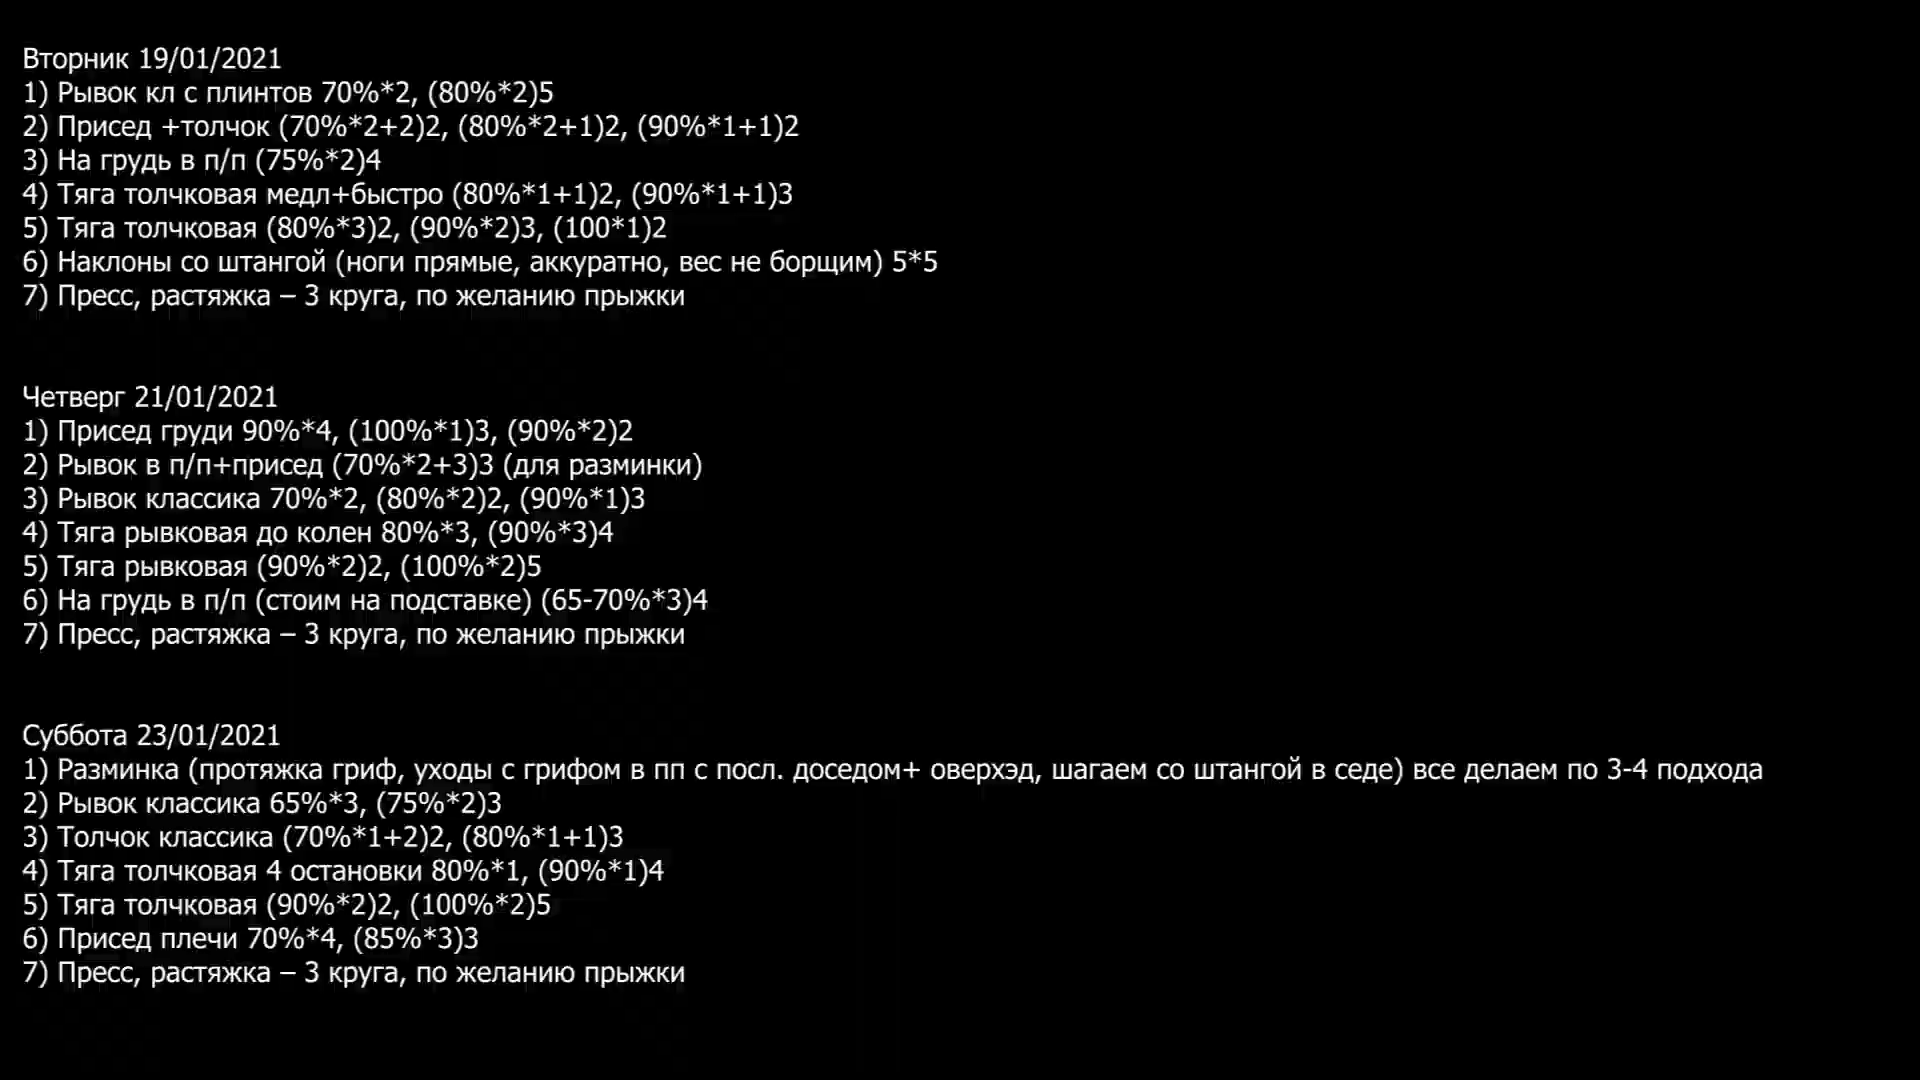 Вторник 19/01/2021
1) Рывок кл с плинтов 70%*2, (80%*2)5
2) Присед +толчок (70%*2+2)2, (80%*2+1)2, (90%*1+1)2
3) На грудь в п/п (75%*2)4
4) Тяга толчковая медл+быстро (80%*1+1)2, (90%*1+1)3
5) Тяга толчковая (80%*3)2, (90%*2)3, (100*1)2
6) Наклоны со штангой (ноги прямые, аккуратно, вес не борщим) 5*5
7) Пресс, растяжка – 3 круга, по желанию прыжки
Четверг 21/01/2021
1) Присед груди 90%*4, (100%*1)3, (90%*2)2
2) Рывок в п/п+присед (70%*2+3)3 (для разминки)
3) Рывок классика 70%*2, (80%*2)2, (90%*1)3
4) Тяга рывковая до колен 80%*3, (90%*3)4
5) Тяга рывковая (90%*2)2, (100%*2)5
6) На грудь в п/п (стоим на подставке) (65-70%*3)4
7) Пресс, растяжка – 3 круга, по желанию прыжки
Суббота 23/01/2021
1) Разминка (протяжка гриф, уходы с грифом в пп с посл. доседом+ оверхэд, шагаем со штангой в седе) все делаем по 3-4 подхода
2) Рывок классика 65%*3, (75%*2)3
3) Толчок классика (70%*1+2)2, (80%*1+1)3
4) Тяга толчковая 4 остановки 80%*1, (90%*1)4
5) Тяга толчковая (90%*2)2, (100%*2)5
6) Присед плечи 70%*4, (85%*3)3
7) Пресс, растяжка – 3 круга, по желанию прыжки